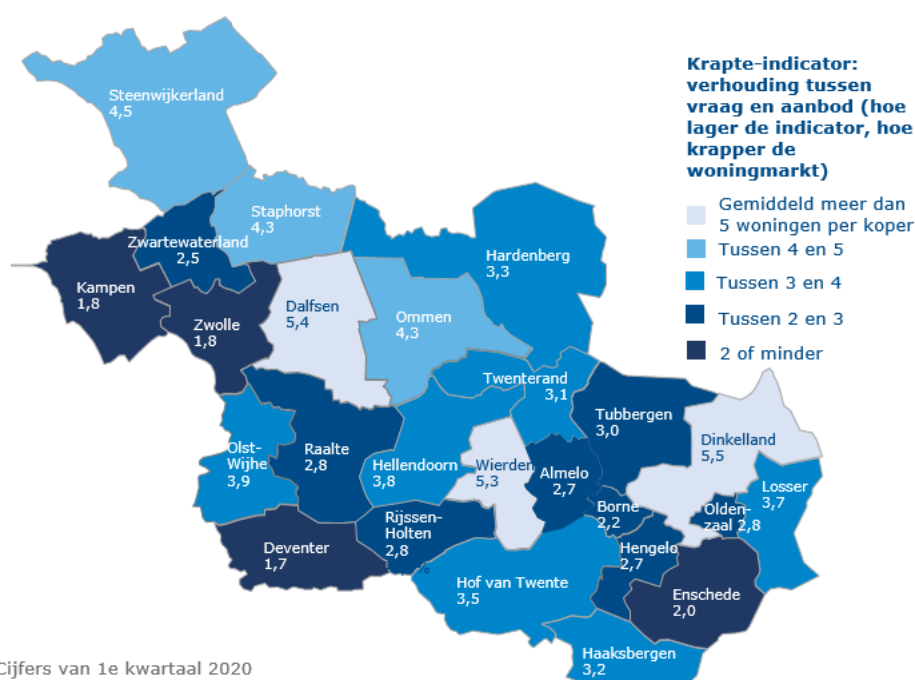 Krapte-indicator:
verhouding tussen
vraag en aanbod (hoe
lager de indicator, hoe
krapper de
woningmarkt)
Gemiddeld meer dan
5 woningen per koper
Tussen 4 en 5
Tussen 3 en 4
Tussen 2 en 3
2 of minder
Steenwijkerland
4,5
Staphorst
4,3
Zwartewaterland
2,5
Hardenberg
3,3
Kampen
1,8
Dalfsen
5,4
Ommen
4,3
Zwolle
1,8
Twenterand
3,1
Tubbergen
3,0
Dinkelland
5,5
Olst-
Wijhe
3,9
Raalte
2,8
Hellendoorn
3,8
Wierden
5,3
Almelo
2,7
Losser
3,7
Borne
2,2
Olden-
zaal 2,8
Rijssen-
Holten
2,8
Deventer
1,7
Hengelo
2,7
Hof van Twente
3,5
Enschede
2,0
Haaksbergen
3,2
Cijfers van 1e kwartaal 2020